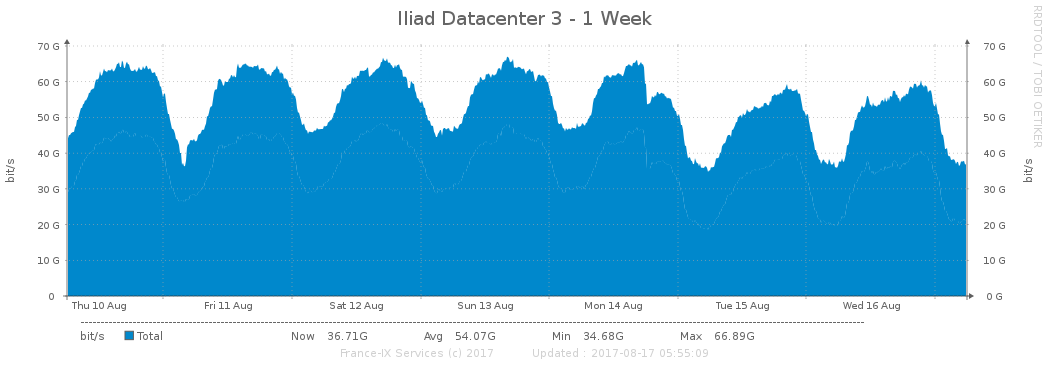 Iliad Datacenter 3 - 1 Week
RRDTOOL / TOBI OETIKER
70 G 70 G
60 G 60 G
50 G 50 G
40 G 40 G
30 G 30 G
20 G 20 G
10 G 10 G
0 0 G
bit/s bit/s
Thu 10 Aug Fri 11 Aug Sat 12 Aug Sun 13 Aug Mon 14 Aug Tue 15 Aug Wed 16 Aug
bit/s Total Now 36.71G Avg 54.07G Min 34.68G Max 66.89G
France-IX Services (c) 2017 Updated : 2017-08-17 05:55:09